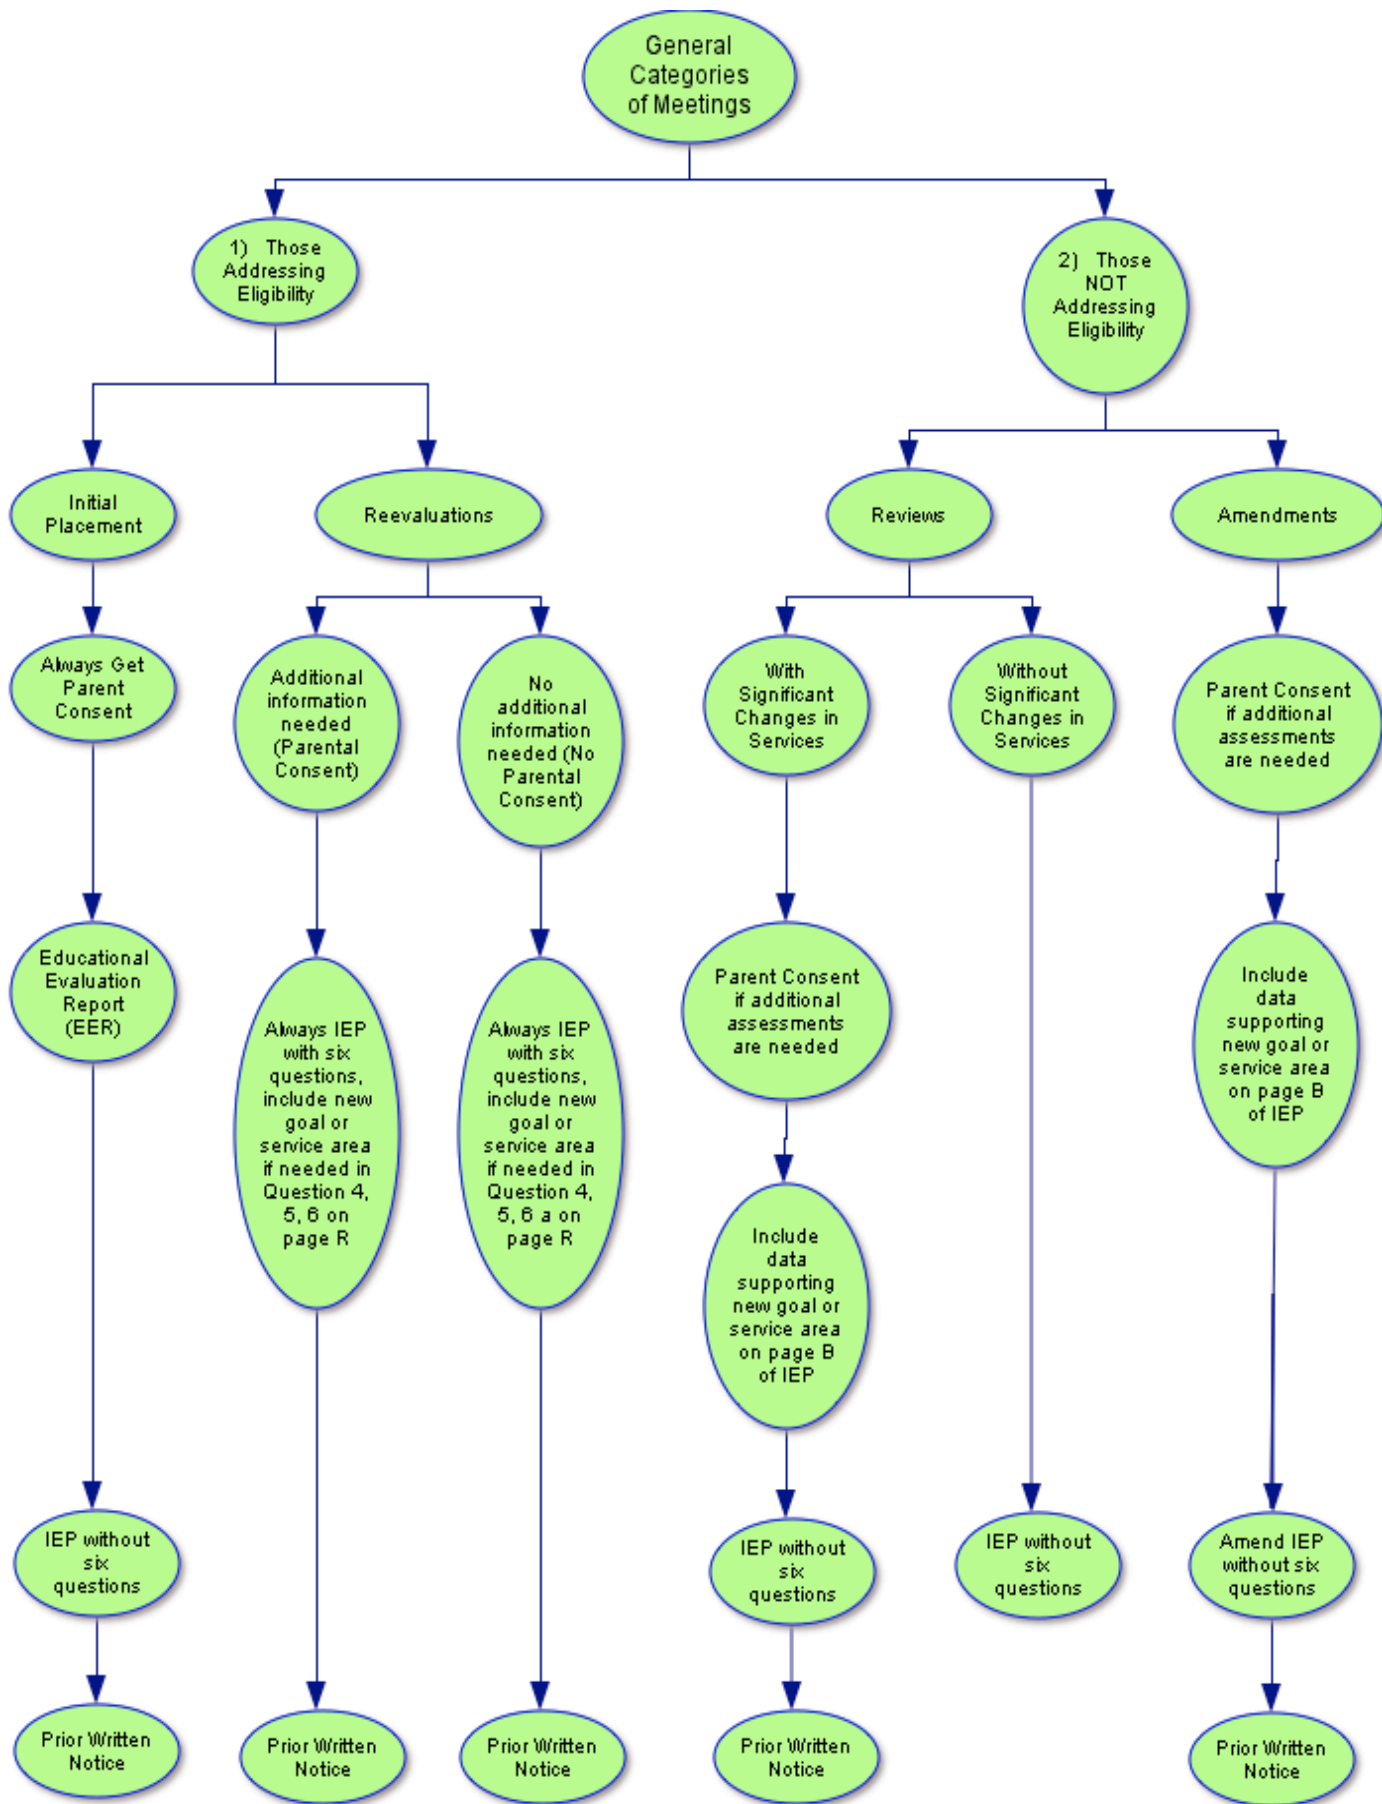 General
Categories
of Meetings
1) Those
Addressing
Eligibility
2) Those
NOT
Addressing
Eligibility
Initial
Placement
Reevaluations
Reviews
Amendments
Always Get
Parent
Consent
Additional
information
needed
(Parental
Consent)
No
additional
information
needed (No
Parental
Consent)
With
Significant
Changes in
Services
Without
Significant
Changes in
Services
Parent Consent
if additional
assessments
are needed
Educational
Evaluation
Report
(EER)
Always IEP
with six
questions,
include new
goal or
service area
if needed in
Question 4,
5, 6 on
page R
Always IEP
with six
questions,
include new
goal or
service area
if needed in
Question 4,
5, 6 a on
page R
Parent Consent
if additional
assessments
are needed
Include
data
supporting
new goal or
service area
on page B
of IEP
Include
data
supporting
new goal or
service area
on page B
of IEP
IEP without
six
questions
IEP without
six
questions
IEP without
six
questions
Amend IEP
without six
questions
Prior Written
Notice
Prior Written
Notice
Prior Written
Notice
Prior Written
Notice
Prior Written
Notice